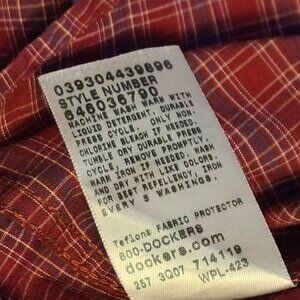 039304439896
STYLE NUMBER
646036790
MACHINE WASH WARM WITH
LIQUID DETERGENT, DURABLE
PRESS CYCLE. ONLY NON-
CHLORINE BLEACH IF NEEDED.
TUMBLE DRY DURABLE PRESS
CYCLE. REMOVE PROMPTLY.
WARM IRON IF NEEDED. WASH
AND DRY WITH LIKE COLORS
FOR BEST REPELLENCY, IRON
EVERY 5 WASHINGS.
Teflon® FABRIC PROTECTOR
800-DOCKERS
dockers.com
257 3Q07 714119
WPL-423